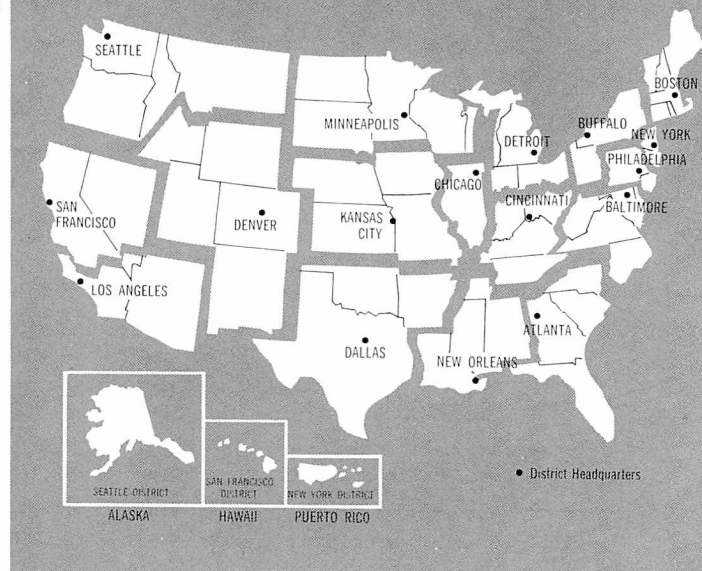 SEATTLE
BOSTON
MINNEAPOLIS
BUFFALO
DETROIT
NEW YORK
PHILADELPHIA
CHICAGO
CINCINNATI
BALTIMORE
SAN
FRANCISCO
DENVER
KANSAS
CITY
LOS ANGELES
ATLANTA
DALLAS
NEW ORLEANS
District Headquarters
SEATTLE DISTRICT
SAN FRANCISCO
DISTRICT
NEW YORK DISTRICT
ALASKA
HAWAII
PUERTO RICO